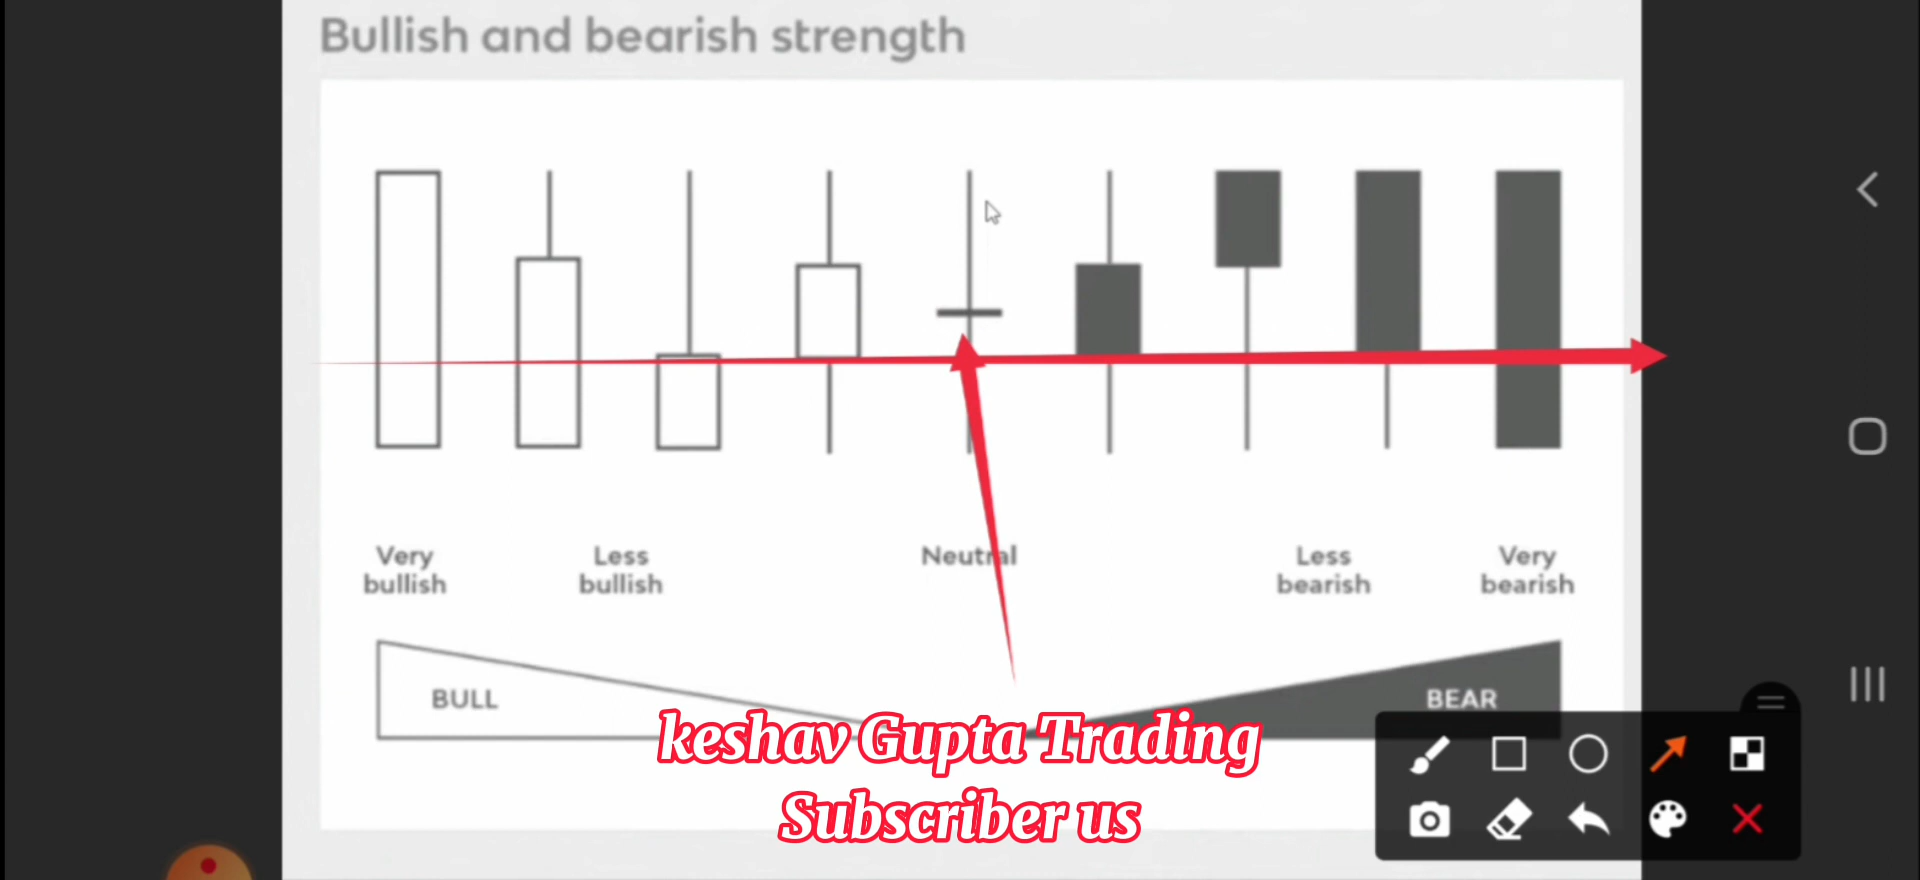 Bullish and bearish strength
Very
bullish
Less
bullish
Neutral
Less
bearish
Very
bearish
BULL
BEAR
keshav Gupta Trading
Subscriber us